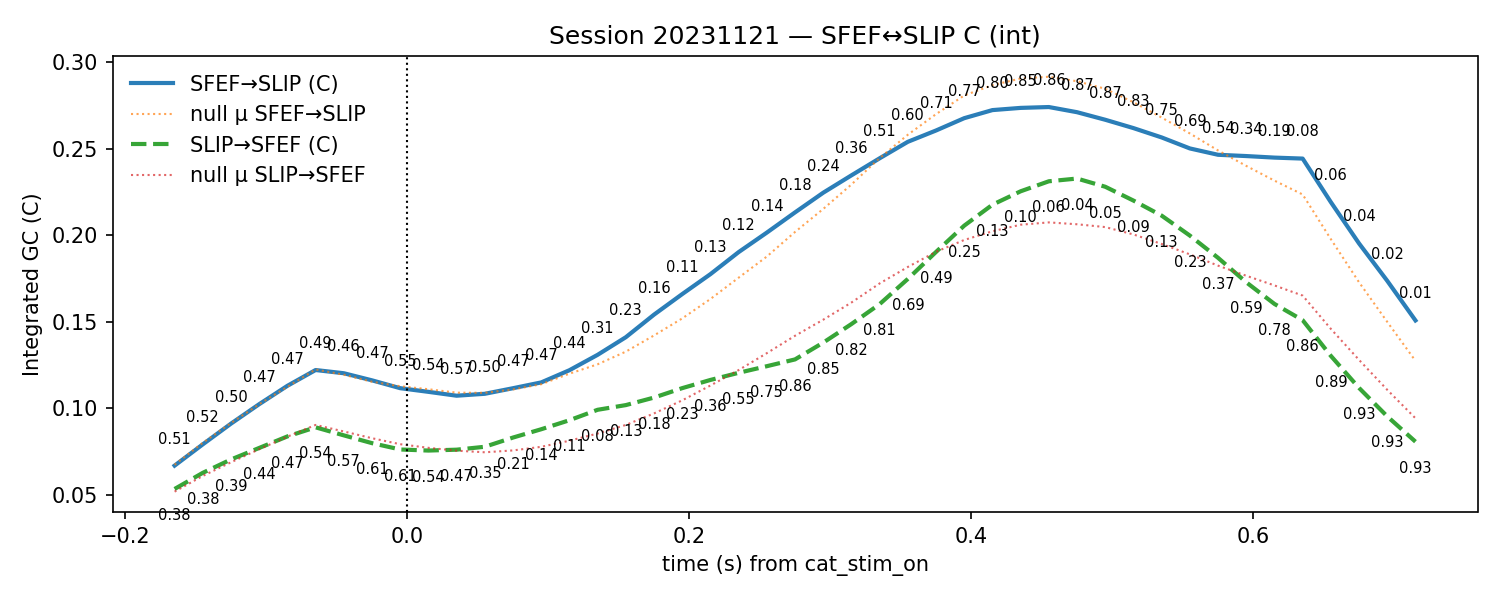 Session 20231121 — SFEF↔SLIP C (int)
Integrated GC (C)
0.30
0.25
0.20
0.15
0.10
0.05
SFEF→SLIP (C)
null μ SFEF→SLIP
SLIP→SFEF (C)
null μ SLIP→SFEF
0.51 0.52 0.50 0.47 0.47 0.49 0.46 0.47 0.55 0.54 0.57 0.50 0.47 0.47 0.44 0.31 0.23 0.16 0.11 0.13 0.12 0.14 0.18 0.24 0.36 0.51 0.60 0.71 0.77 0.80 0.85 0.86 0.87 0.87 0.83 0.75 0.69 0.54 0.34 0.19 0.08 0.06 0.04 0.02 0.01
0.38 0.38 0.39 0.44 0.47 0.54 0.57 0.61 0.61 0.54 0.47 0.35 0.21 0.14 0.11 0.08 0.13 0.18 0.23 0.36 0.55 0.75 0.86 0.85 0.82 0.81 0.69 0.49 0.25 0.13 0.10 0.06 0.04 0.05 0.09 0.13 0.23 0.37 0.59 0.78 0.86 0.89 0.93 0.93 0.93
−0.2 0.0 0.2 0.4 0.6
time (s) from cat_stim_on